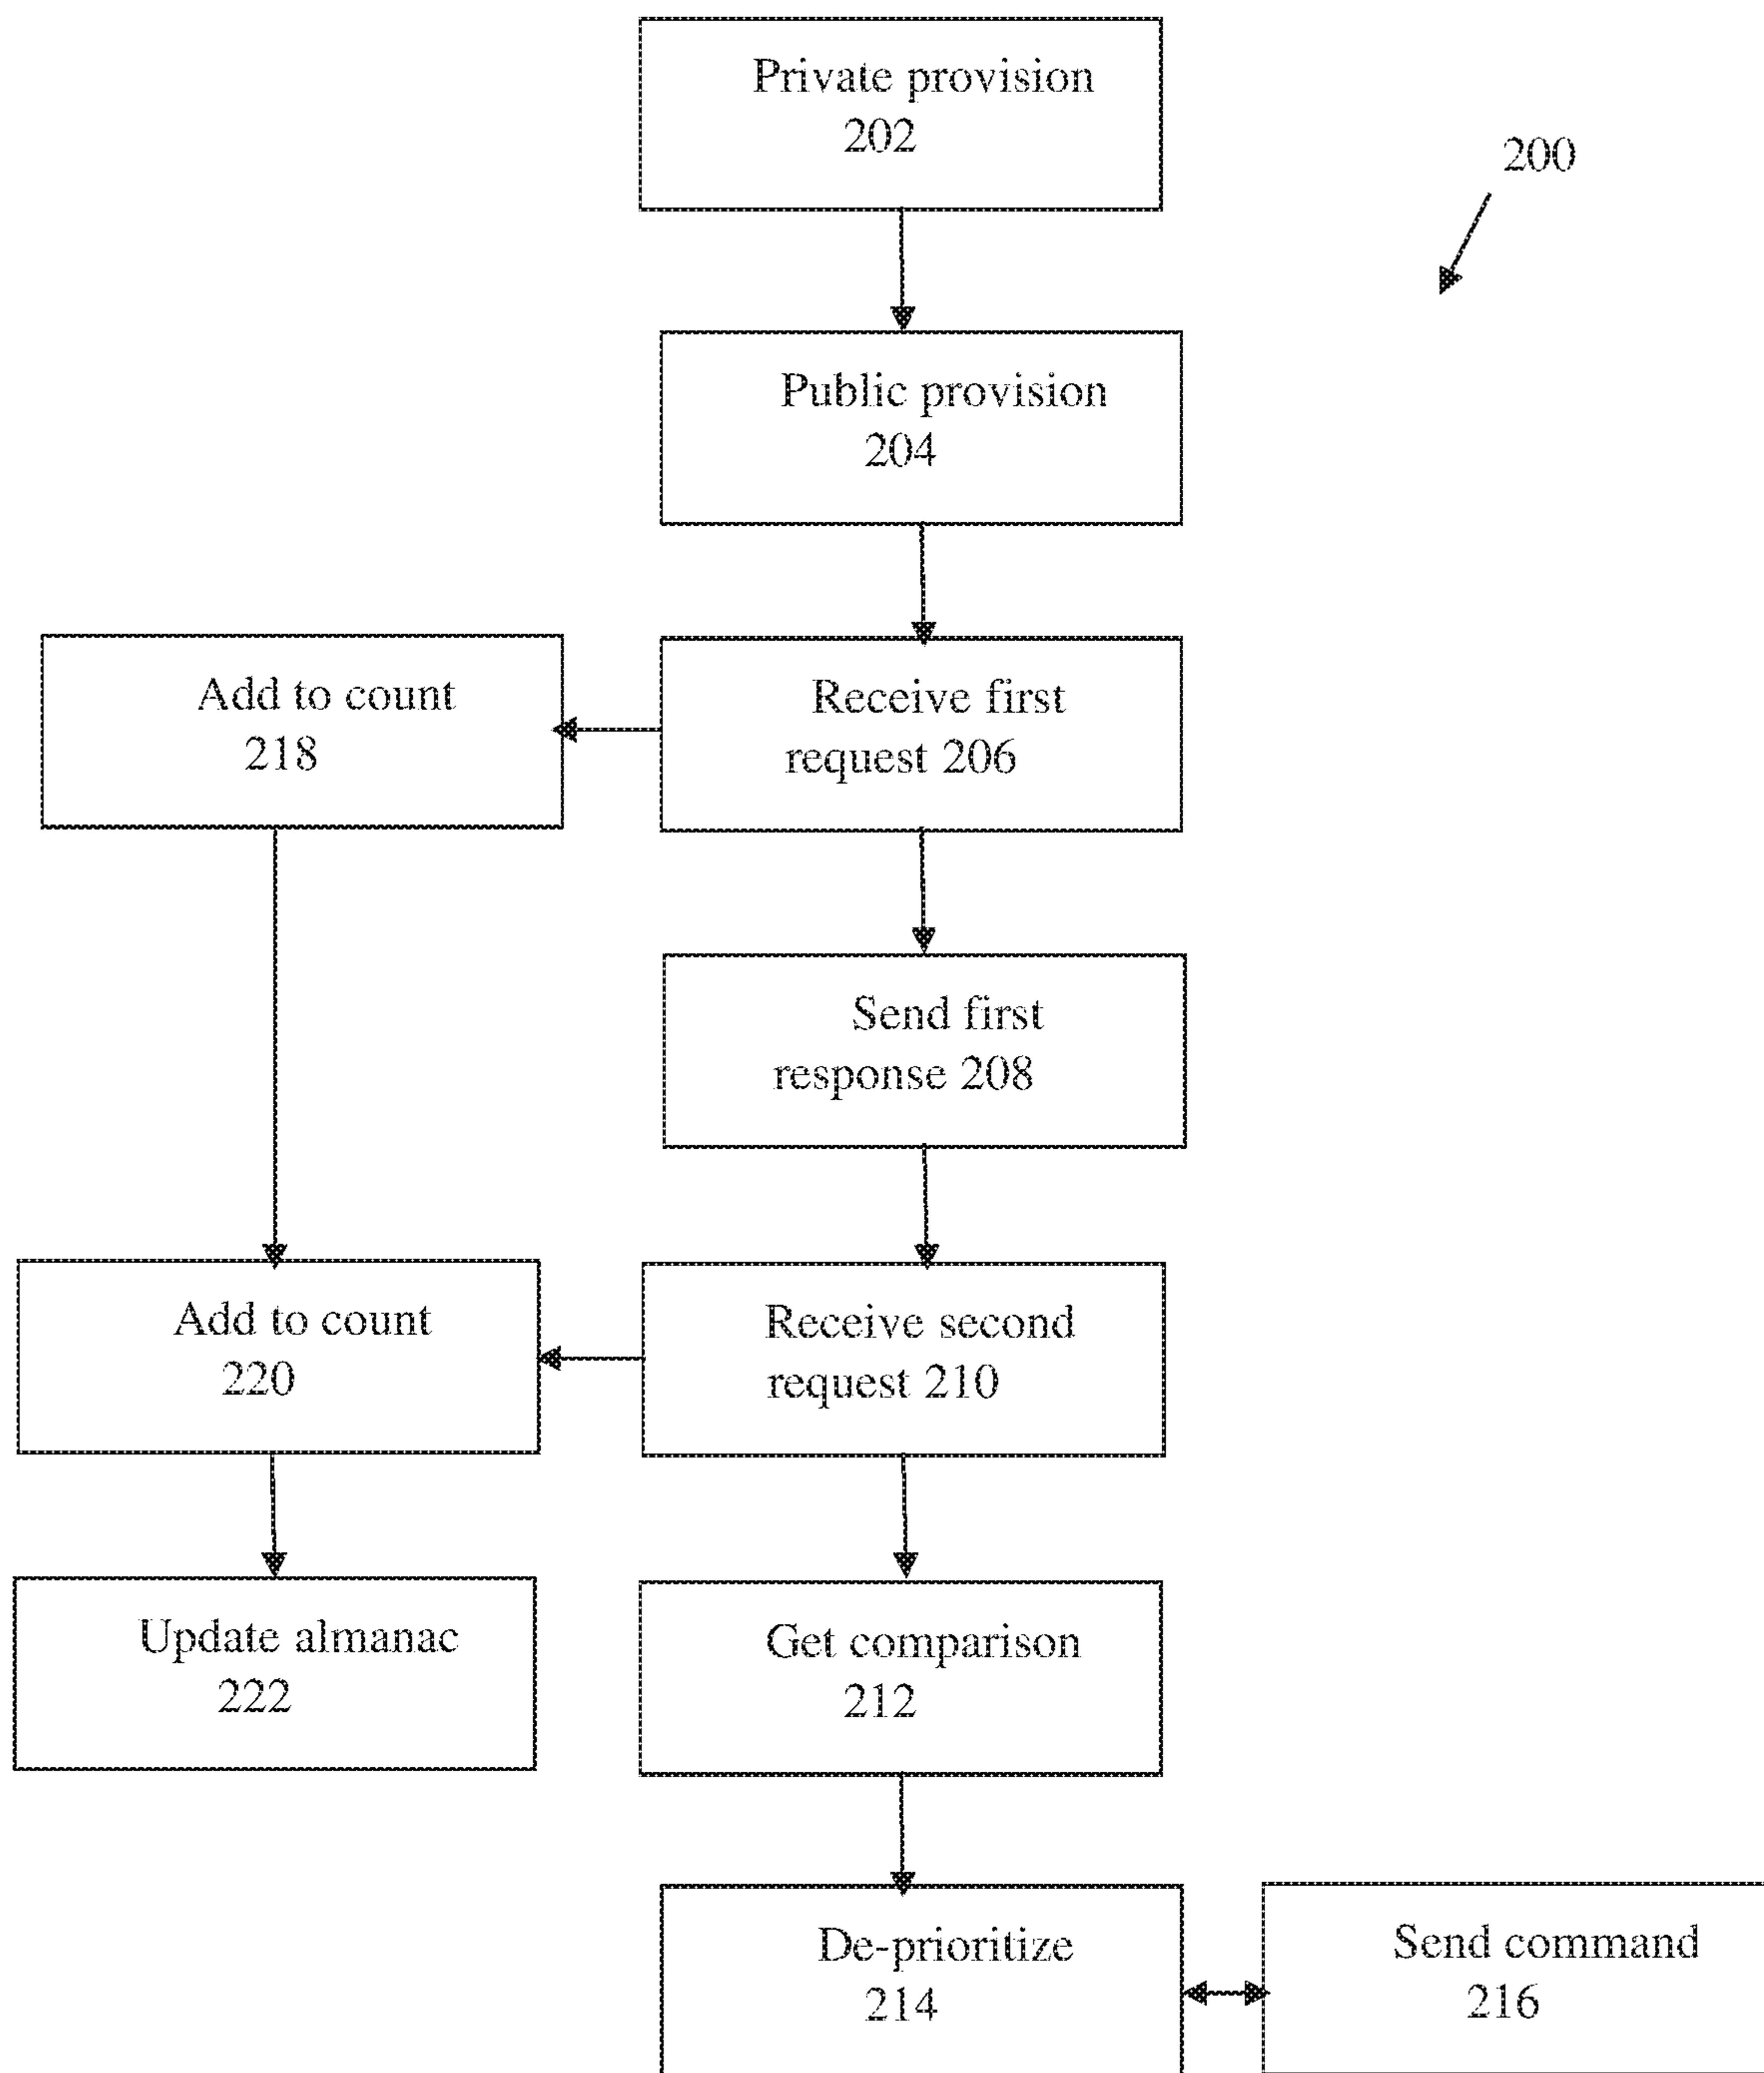 Private provision
202
200
Public provision
204
Add to count
218
Receive first
request 206
Send first
response 208
Add to count
220
Receive second
request 210
Update almanac
222
Get comparison
212
De-prioritize
214
Send command
216